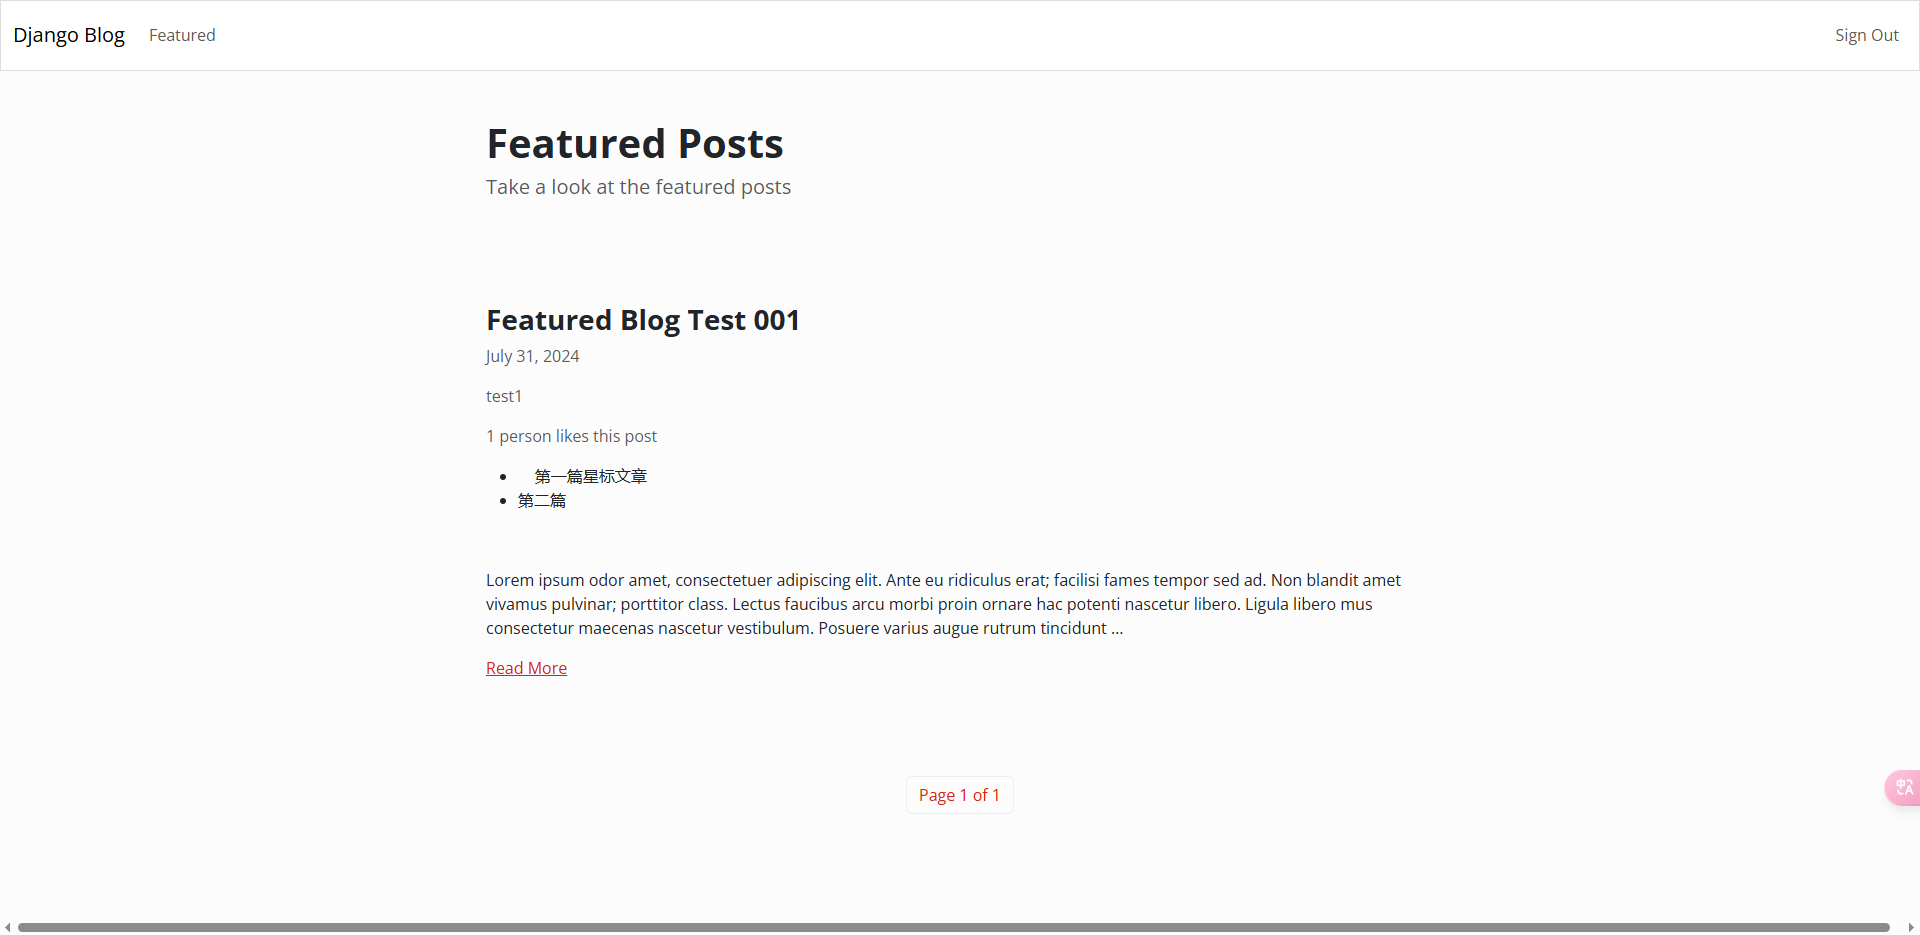 Django Blog Featured Sign Out
Featured Posts
Take a look at the featured posts
Featured Blog Test 001
July 31, 2024
test1
1 person likes this post
第一篇星标文章
第二篇
Lorem ipsum odor amet, consectetuer adipiscing elit. Ante eu ridiculus erat; facilisi fames tempor sed ad. Non blandit amet
vivamus pulvinar; porttitor class. Lectus faucibus arcu morbi proin ornare hac potenti nascetur libero. Ligula libero mus
consectetur maecenas nascetur vestibulum. Posuere varius augue rutrum tincidunt …
Read More
Page 1 of 1